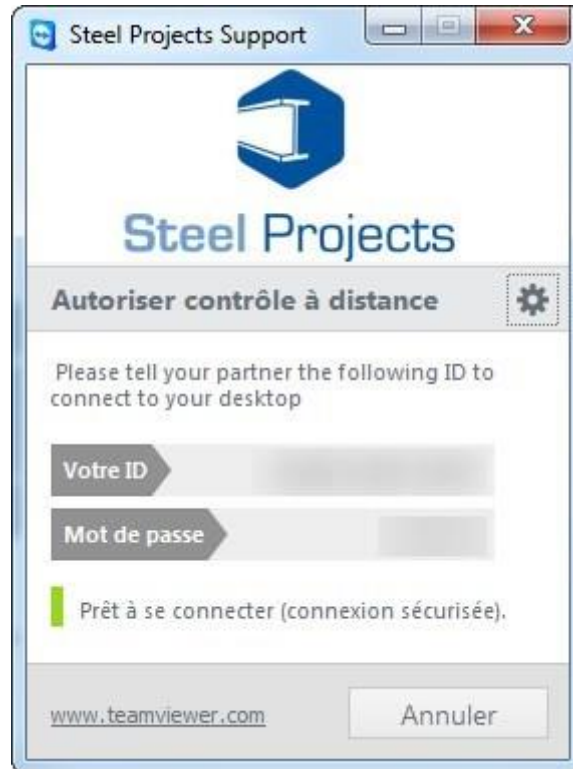 Steel Projects Support
Steel Projects
Autoriser contrôle à distance
Please tell your partner the following ID to
connect to your desktop
Votre ID
Mot de passe
Prêt à se connecter (connexion sécurisée).
www.teamviewer.com
Annuler